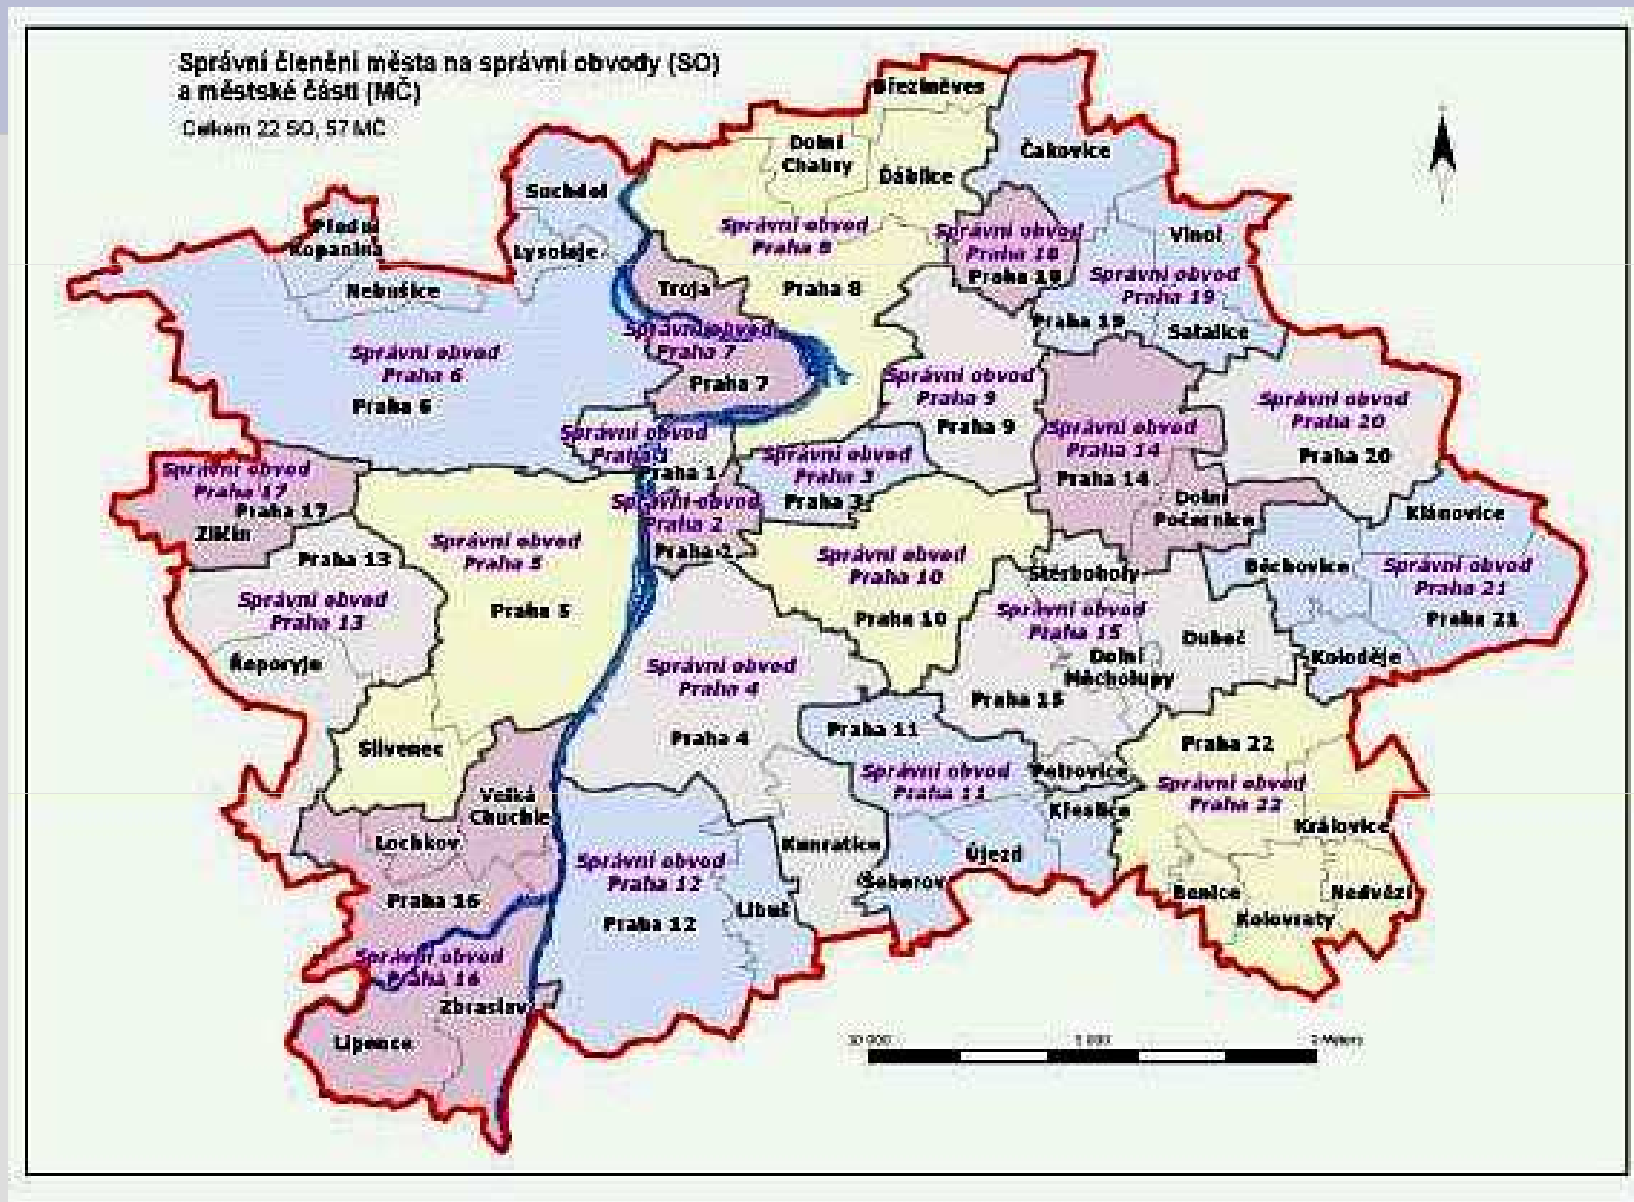 Správní členění města na správní obvody (SO)
a městské části (MČ)
Celkem 22 SO, 57 MČ
Březiněves
Dolní
Chabry
Ďáblice
Čakovice
Suchdol
Lysolaje
Přední
Kopanina
Nebušice
Správní obvod
Praha 8
Praha 8
Správní obvod
Praha 18
Praha 18
Vinoř
Správní obvod
Praha 19
Praha 19
Satalice
Troja
Správní obvod
Praha 7
Praha 7
Správní obvod
Praha 6
Praha 6
Správní obvod
Praha 9
Praha 9
Správní obvod
Praha 20
Praha 20
Správní obvod
Praha 1
Praha 1
Správní obvod
Praha 3
Praha 3
Správní obvod
Praha 14
Praha 14
Dolní
Počernice
Správní obvod
Praha 17
Praha 17
Zličín
Správní obvod
Praha 2
Praha 2
Klánovice
Běchovice
Správní obvod
Praha 21
Praha 21
Koloděje
Praha 13
Správní obvod
Praha 13
Řeporyje
Správní obvod
Praha 5
Praha 5
Správní obvod
Praha 10
Praha 10
Štěrboholy
Správní obvod
Praha 15
Dubeč
Dolní
Měcholupy
Praha 15
Správní obvod
Praha 4
Praha 4
Slivenec
Praha 11
Správní obvod
Praha 11
Petrovice
Křeslice
Praha 22
Správní obvod
Praha 22
Královice
Velká
Chuchle
Lochkov
Kunratice
Újezd
Šeberov
Benice
Nedvězí
Kolovraty
Správní obvod
Praha 12
Praha 12
Libuš
Praha 16
Správní obvod
Praha 16
Zbraslav
Lipence